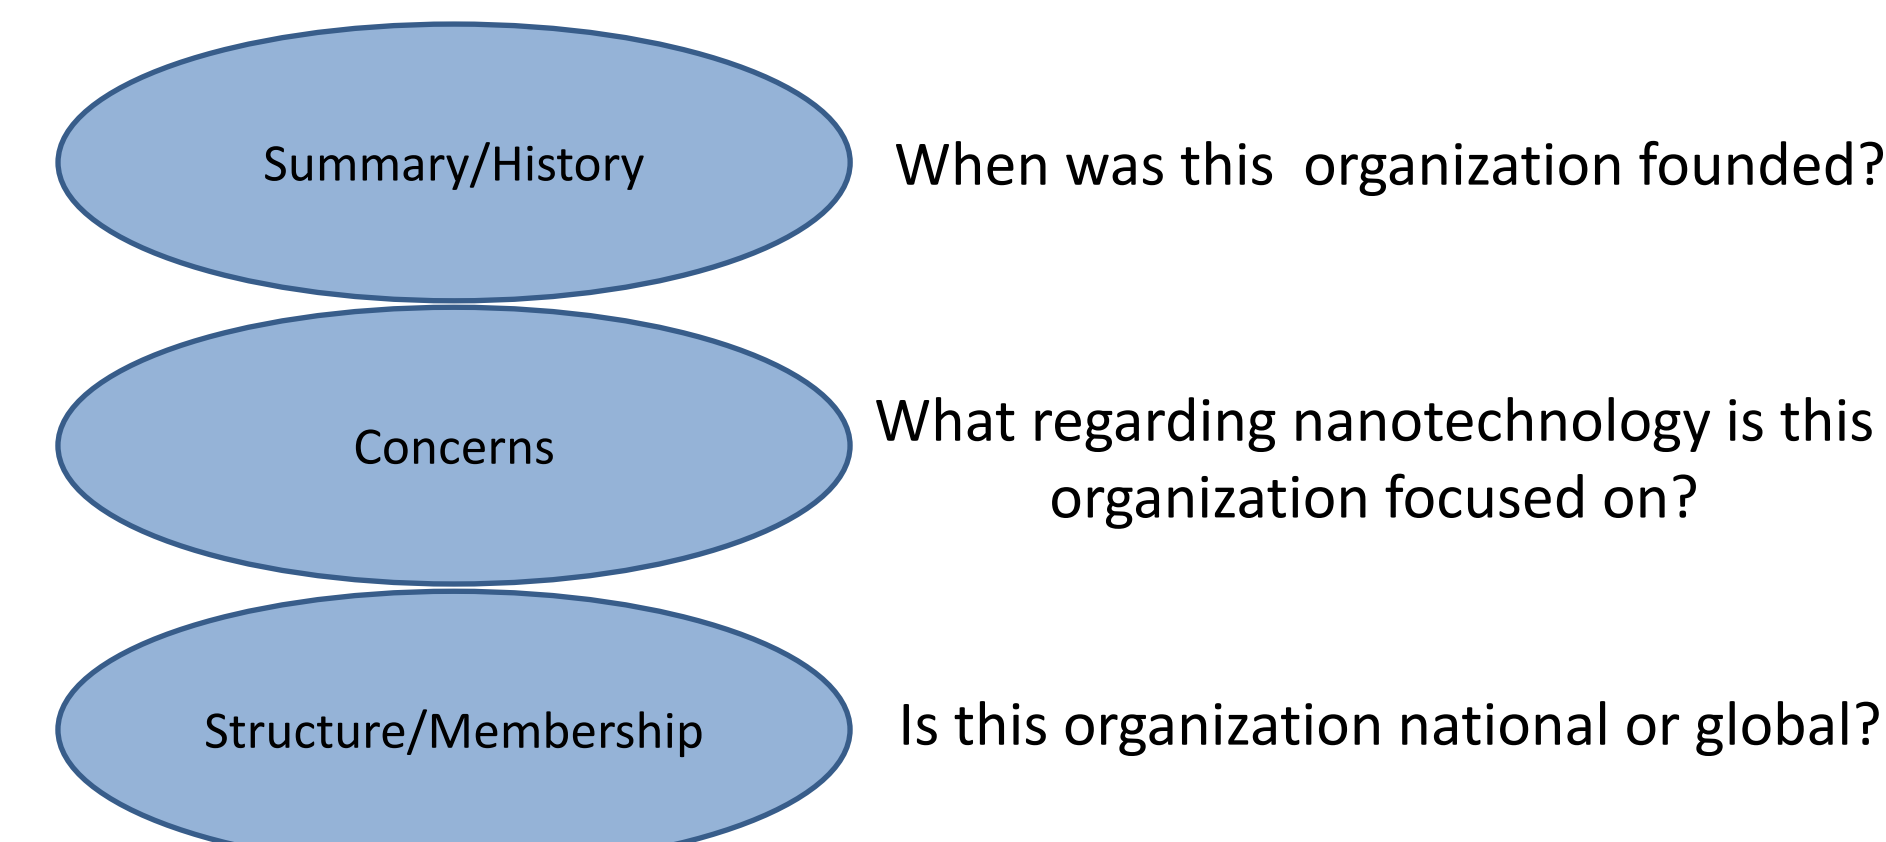 Summary/History
When was this  organization founded?
Concerns
What regarding nanotechnology is this
organization focused on?
Structure/Membership
Is this organization national or global?